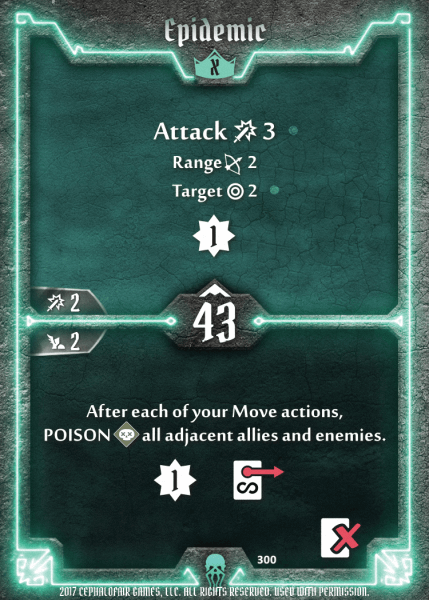 Epidemic
X
Attack 3
Range 2
Target 2
1
2
43
2
After each of your Move actions,
POISON all adjacent allies and enemies.
1
300
2017 CEPHALOFAIR GAMES, LLC. ALL RIGHTS RESERVED. USED WITH PERMISSION.